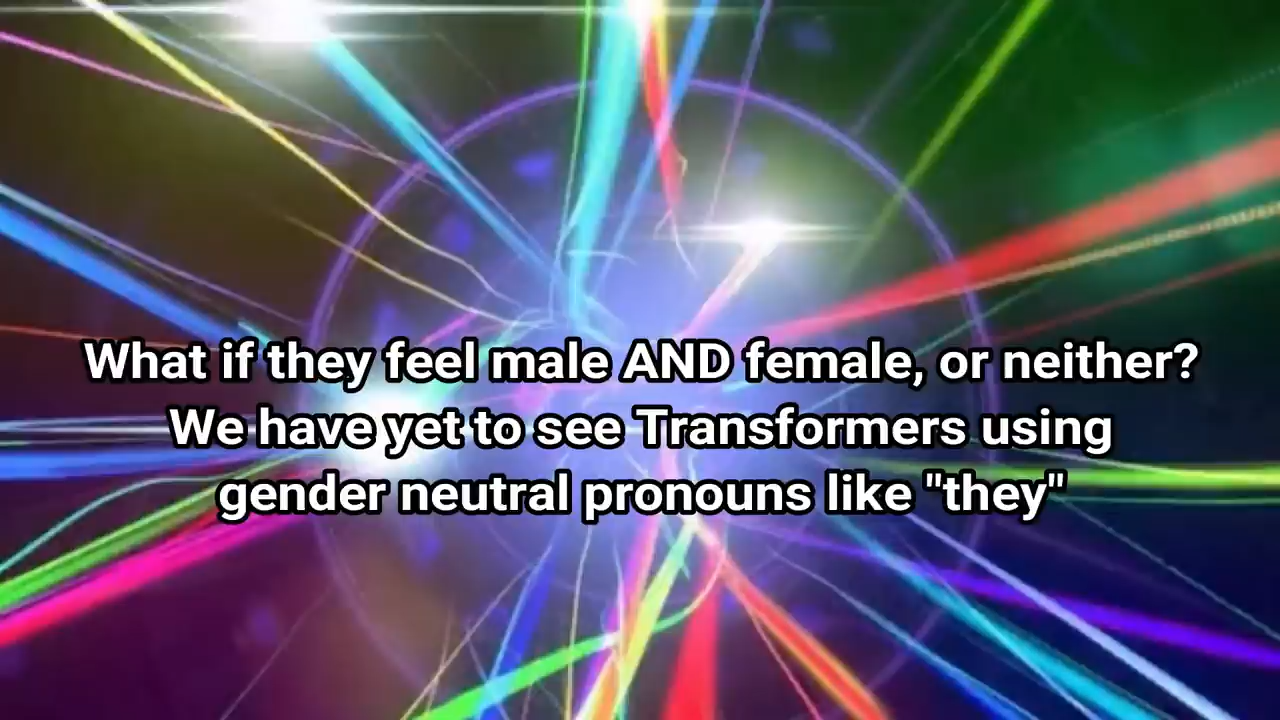 What if they feel male AND female, or neither?
We have yet to see Transformers using
gender neutral pronouns like "they"